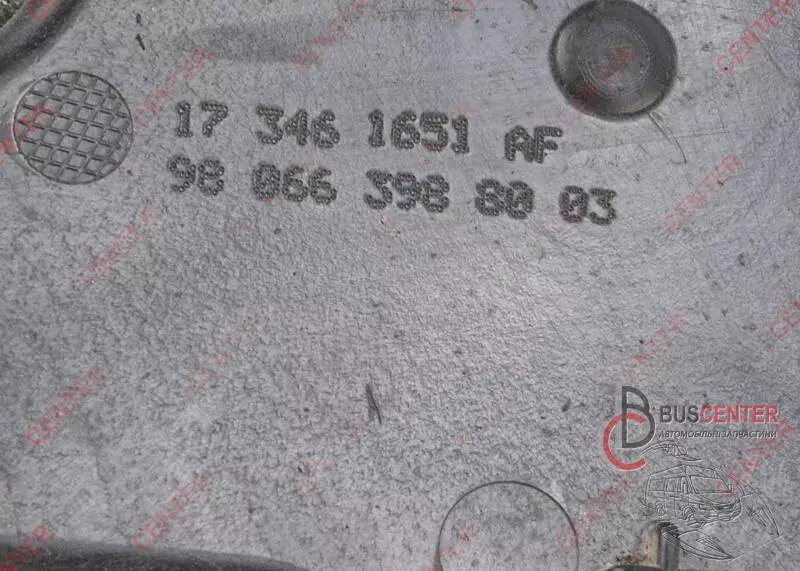 17 346 1651 AF
98 066 398 80 03
BUSCENTER
АВТОМОБІЛЬНІ ЗАПЧАСТИНИ